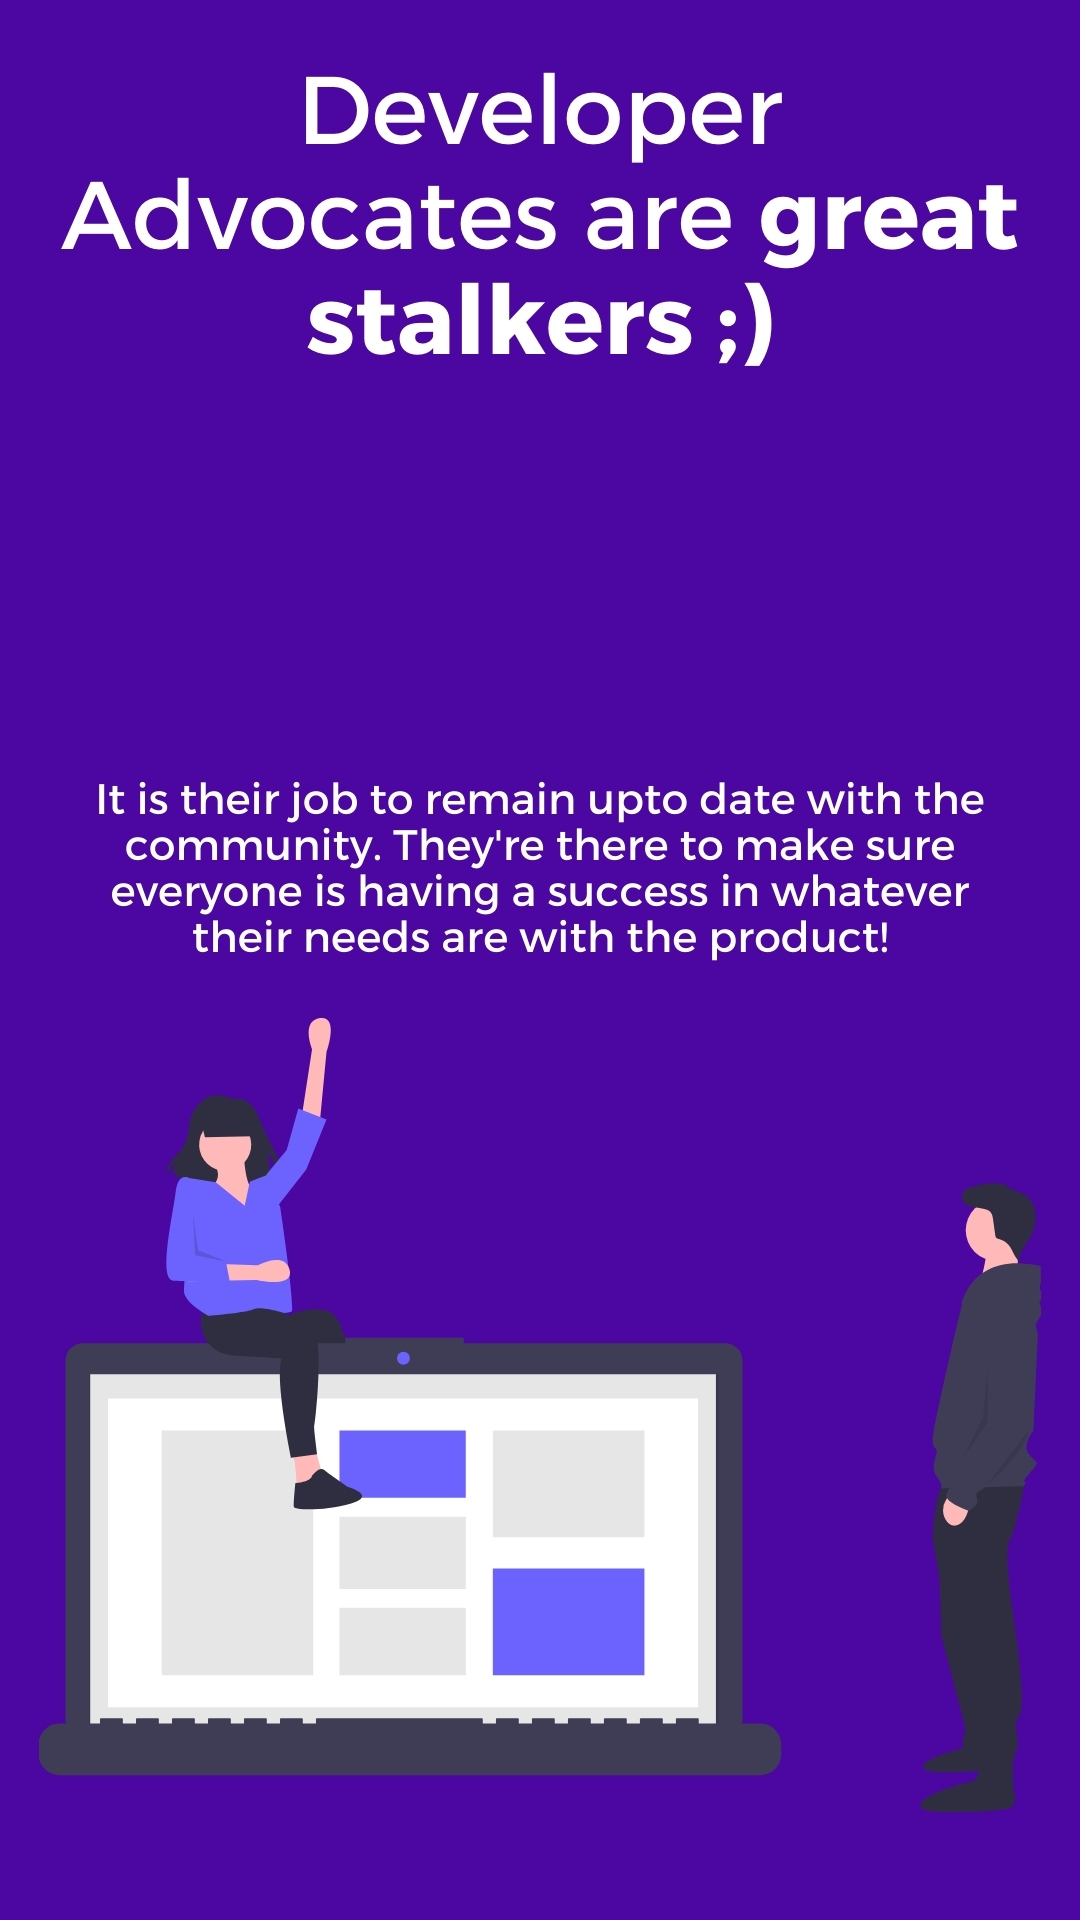 Developer
Advocates are great
stalkers ;)
It is their job to remain upto date with the
community. They're there to make sure
everyone is having a success in whatever
their needs are with the product!